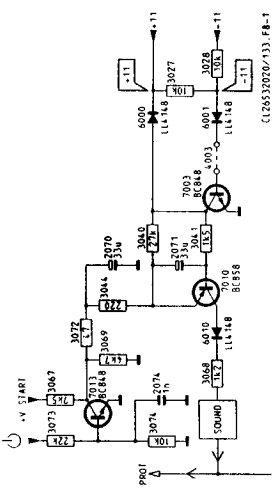 +11
-11
3028
10k
3027
10k
+11
-11
6000
LL4148
6001
LL4148
4003
7003
BC848
CL26532020/133.F8-1
2070
33u
3040
27k
2071
33u
3041
1k5
3044
220
7010
BC858
3072
47
3069
4k7
6010
LL4148
3067
7013
BC848
2074
1n
3068
1k2
+V START
3073
22k
3074
10k
SOUND
PROT